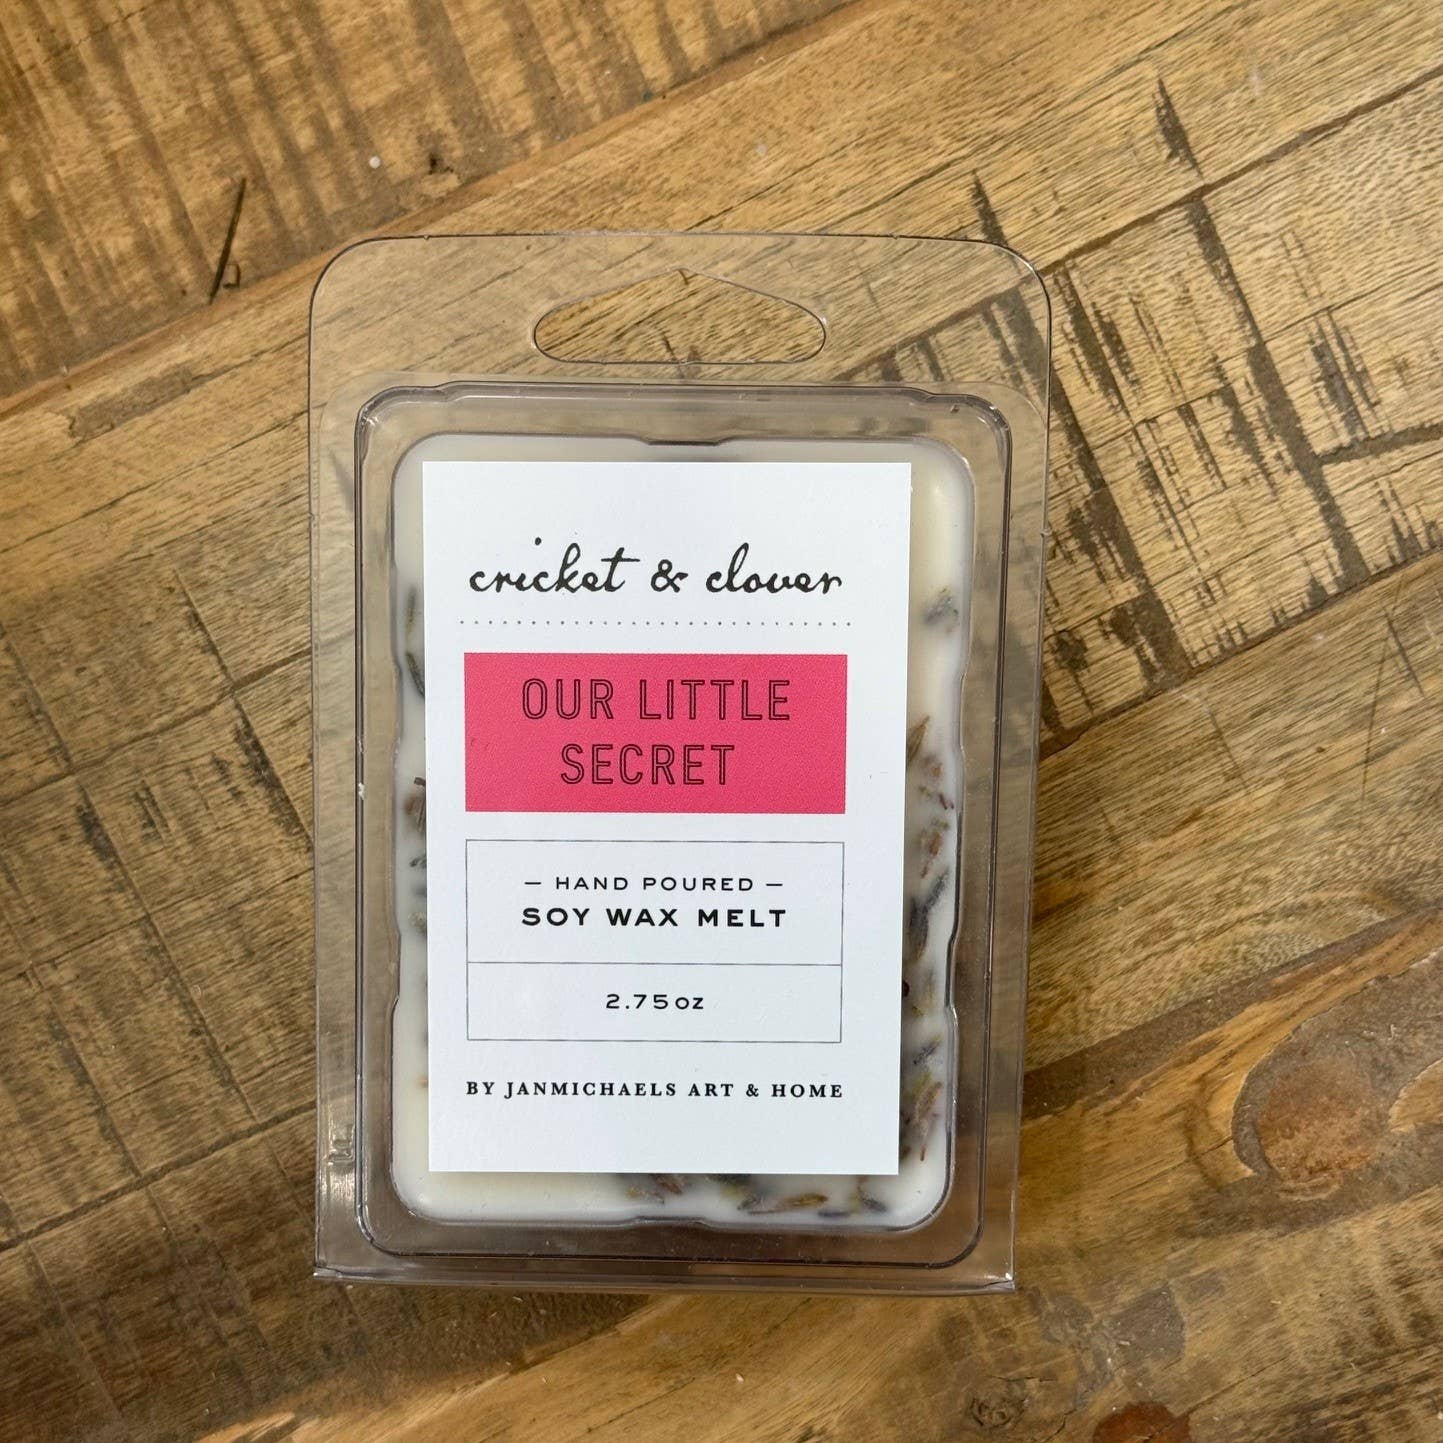 cricket & clover
OUR LITTLE
SECRET
— HAND POURED —
SOY WAX MELT
2.75oz
BY JANMICHAELS ART & HOME